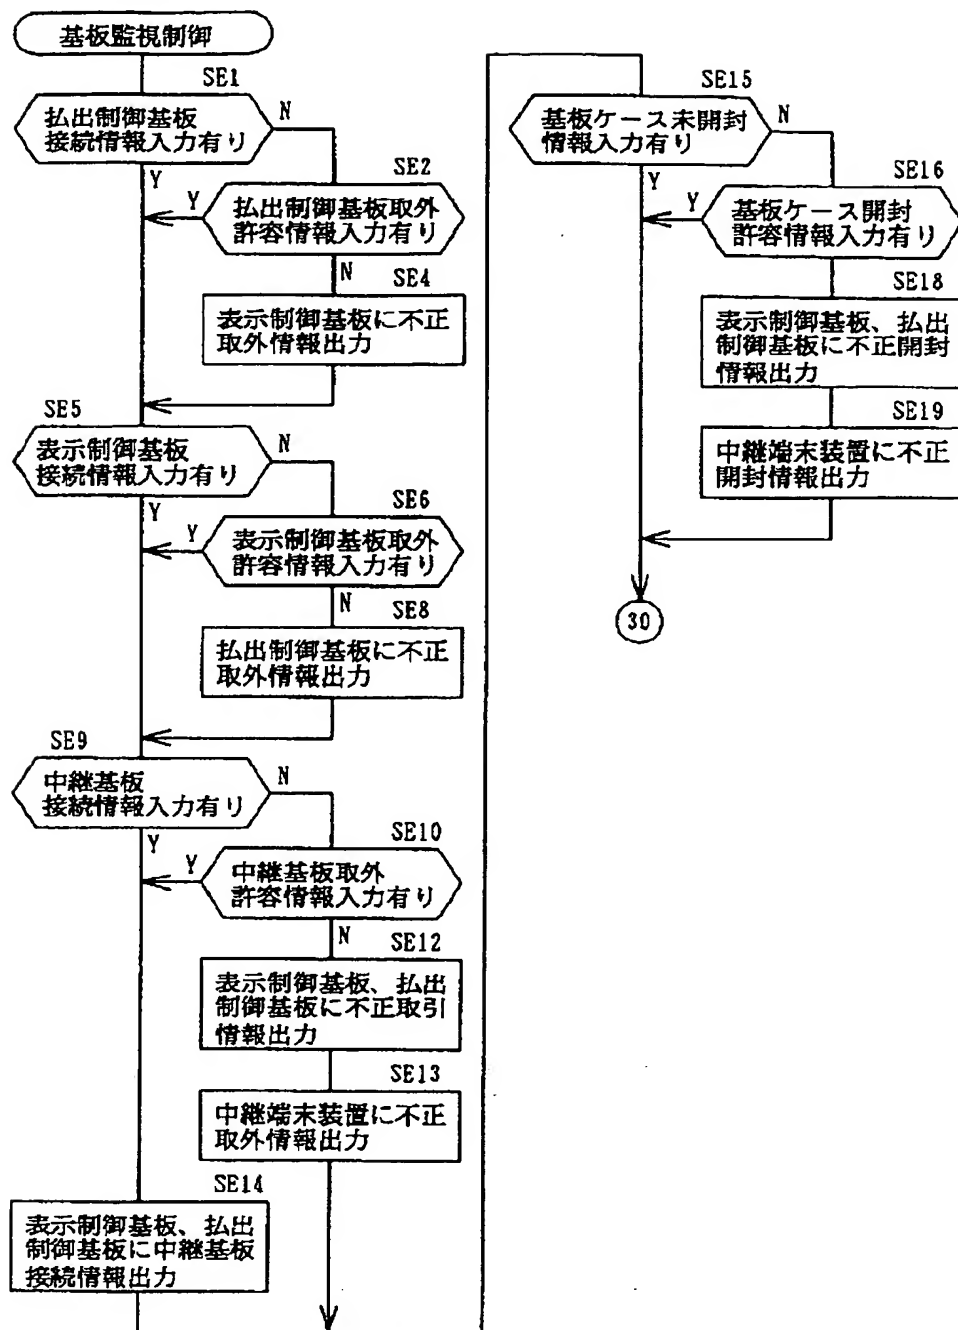 基板監視制御
SE1
払出制御基板
接続情報入力有り
N
Y
SE2
払出制御基板取外
許容情報入力有り
Y
N
SE4
表示制御基板に不正
取外情報出力
SE5
表示制御基板
接続情報入力有り
N
Y
SE6
表示制御基板取外
許容情報入力有り
Y
N
SE8
払出制御基板に不正
取外情報出力
SE9
中継基板
接続情報入力有り
N
Y
SE10
中継基板取外
許容情報入力有り
Y
N
SE12
表示制御基板、払出
制御基板に不正取引
情報出力
SE13
中継端末装置に不正
取外情報出力
SE14
表示制御基板、払出
制御基板に中継基板
接続情報出力
SE15
基板ケース未開封
情報入力有り
N
Y
SE16
基板ケース開封
許容情報入力有り
Y
SE18
表示制御基板、払出
制御基板に不正開封
情報出力
SE19
中継端末装置に不正
開封情報出力
30